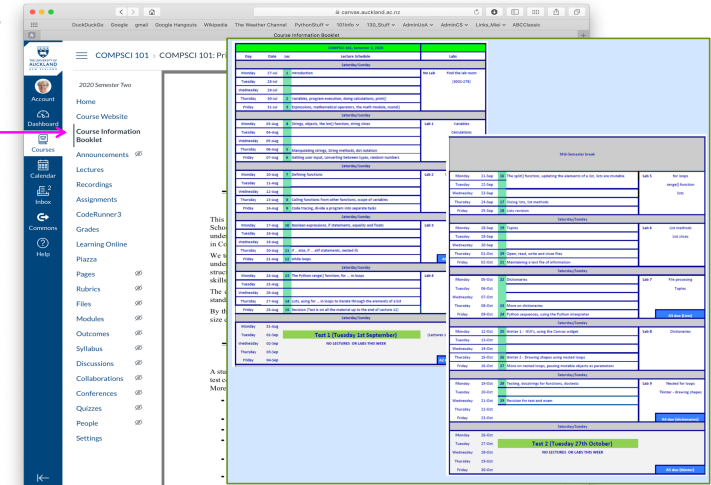 canvas.auckland.ac.nz
DuckDuckGo Google gmail Google Hangouts Wikipedia The Weather Channel PythonStuff 101Info 130_Stuff AdminUoA AdminCS Links_Misc ABCClassic
Course Information Booklet
COMPSCI 101 › COMPSCI 101: Pri
THE UNIVERSITY OF
AUCKLAND
NEW ZEALAND
Account
Dashboard
Courses
Calendar
2
Inbox
Commons
Help
2020 Semester Two
Home
Course Website
Course Information
Booklet
Announcements
Lectures
Recordings
Assignments
CodeRunner3
Grades
Learning Online
Piazza
Pages
Rubrics
Files
Modules
Outcomes
Syllabus
Discussions
Collaborations
Conferences
Quizzes
People
Settings
This
Scho
under
in Co
We t
under
struc
skills
The
stand
By th
size c
A stu
test c
More
COMPSCI 101, Semester 2, 2020
Day Date Lec Lecture Schedule Labs
Saturday/Sunday
Monday 27-Jul 1 Introduction No Lab Find the lab room
Tuesday 28-Jul (303S-279)
Wednesday 29-Jul
Thursday 30-Jul 2 Variables, program execution, doing calculations, print()
Friday 31-Jul 3 Expressions, mathematical operators, the math module, round()
Saturday/Sunday
Monday 03-Aug 4 Strings, objects, the len() function, string slices Lab 1 Variables
Tuesday 04-Aug Calculations
Wednesday 05-Aug
Thursday 06-Aug 5 Manipulating strings, String methods, dot notation
Friday 07-Aug 6 Getting user input, converting between types, random numbers
Saturday/Sunday
Monday 10-Aug 7 Defining functions Lab 2
Tuesday 11-Aug
Wednesday 12-Aug
Thursday 13-Aug 8 Calling functions from other functions, scope of variables
Friday 14-Aug 9 Code tracing, divide a program into separate tasks
Saturday/Sunday
Monday 17-Aug 10 Boolean expressions, if statements, equality and floats Lab 3
Tuesday 18-Aug
Wednesday 19-Aug
Thursday 20-Aug 11 if … else, if … elif statements, nested ifs
Friday 21-Aug 12 while loops
Saturday/Sunday
Monday 24-Aug 13 The Python range() function, for … in loops Lab 4
Tuesday 25-Aug
Wednesday 26-Aug
Thursday 27-Aug 14 Lists, using for … in loops to iterate through the elements of a list
Friday 28-Aug 15 Revision (Test is on all the material up to the end of Lecture 12)
Saturday/Sunday
Monday 31-Aug
Tuesday 01-Sep Test 1 (Tuesday 1st September) (Lectures 1
Wednesday 02-Sep NO LECTURES OR LABS THIS WEEK
Thursday 03-Sep
Friday 04-Sep
Mid-Semester break
Monday 21-Sep 16 The split() function, updating the elements of a list, lists are mutable Lab 5 for loops
Tuesday 22-Sep range() function
Wednesday 23-Sep lists
Thursday 24-Sep 17 Slicing lists, list methods
Friday 25-Sep 18 Lists revision
Saturday/Sunday
Monday 28-Sep 19 Tuples Lab 6 List methods
Tuesday 29-Sep List slices
Wednesday 30-Sep
Thursday 01-Oct 20 Open, read, write and close files
Friday 02-Oct 21 Maintaining a text file of information
Saturday/Sunday
Monday 05-Oct 22 Dictionaries Lab 7 File processing
Tuesday 06-Oct Tuples
Wednesday 07-Oct
Thursday 08-Oct 23 More on dictionaries
Friday 09-Oct 24 Python sequences, using the Python interpreter
Saturday/Sunday
Monday 12-Oct 25 tkinter 1 - GUI's, using the Canvas widget Lab 8 Dictionaries
Tuesday 13-Oct
Wednesday 14-Oct
Thursday 15-Oct 26 tkinter 2 - Drawing shapes using nested loops
Friday 16-Oct 27 More on nested loops, passing mutable objects as parameters
Saturday/Sunday
Monday 19-Oct 28 Testing, docstrings for functions, doctests Lab 9 Nested for loops
Tuesday 20-Oct Tkinter - drawing shapes
Wednesday 21-Oct 29 Revision for test and exam
Thursday 22-Oct
Friday 23-Oct
Saturday/Sunday
Monday 26-Oct
Tuesday 27-Oct Test 2 (Tuesday 27th October)
Wednesday 28-Oct NO LECTURES OR LABS THIS WEEK
Thursday 29-Oct
Friday 30-Oct